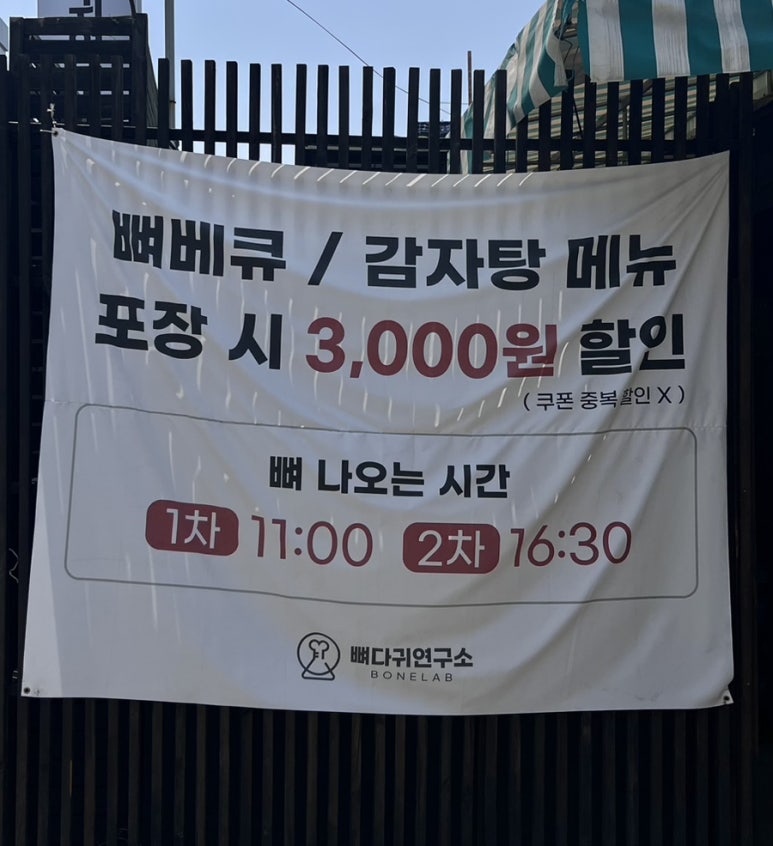 뼈베큐 / 감자탕 메뉴
포장 시 3,000원 할인
( 쿠폰 중복할인 X )
뼈 나오는 시간
1차 11:00 2차 16:30
뼈다귀연구소
BONELAB